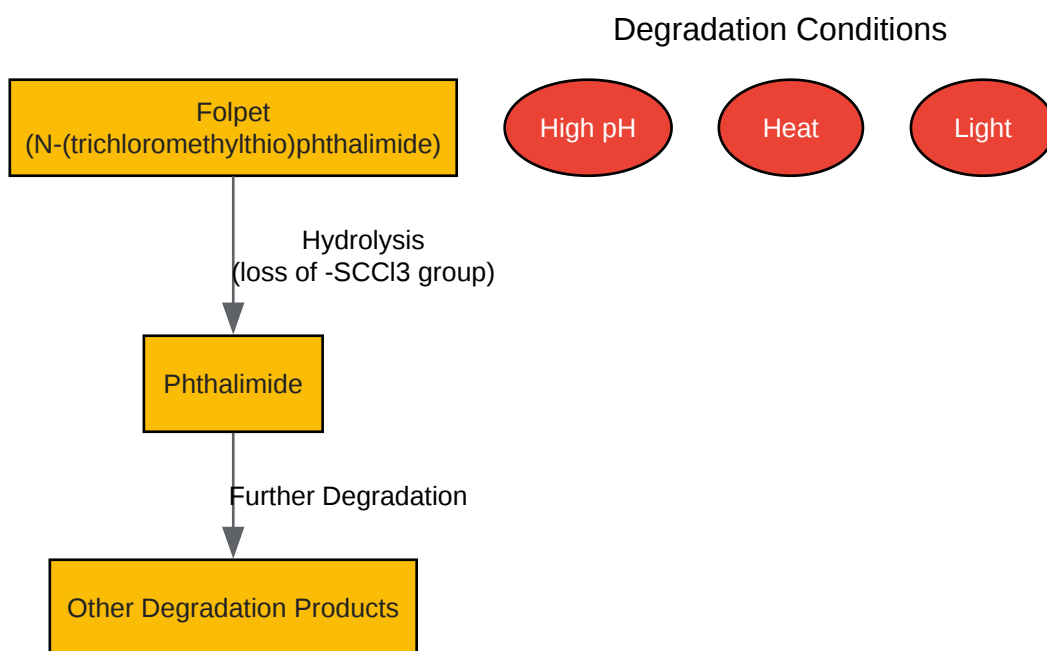 Degradation Conditions
Folpet
(N-(trichloromethylthio)phthalimide)
High pH
Heat
Light
Hydrolysis
(loss of -SCCl3 group)
Phthalimide
Further Degradation
Other Degradation Products